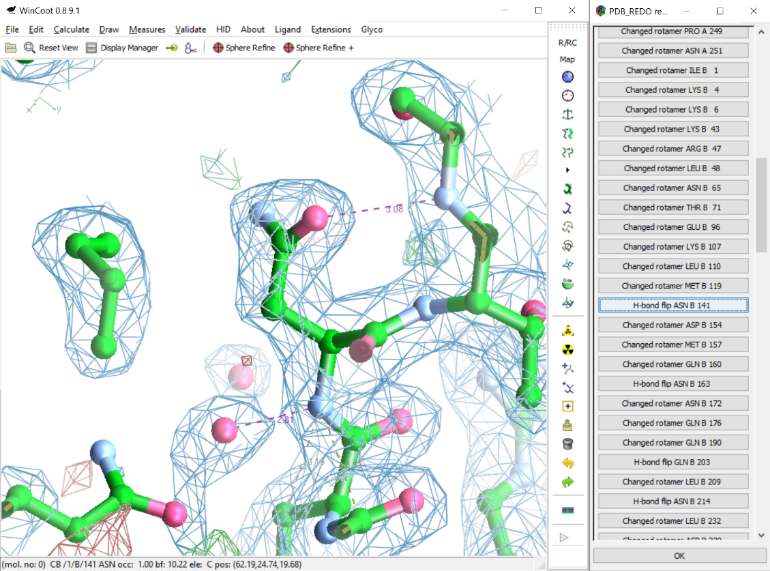 WinCoot 0.8.9.1
File Edit Calculate Draw Measures Validate HID About Ligand Extensions Glyco
Reset View Display Manager Sphere Refine Sphere Refine +
R/RC
Map
3.08
2.81
(mol. no: 0) CB /1/B/141 ASN occ: 1.00 bf: 10.22 ele: C pos: (62.19,24.74,19.68)
PDB_REDO re...
Changed rotamer PRO A 249
Changed rotamer ASN A 251
Changed rotamer ILE B 1
Changed rotamer LYS B 4
Changed rotamer LYS B 6
Changed rotamer LYS B 43
Changed rotamer ARG B 47
Changed rotamer LEU B 48
Changed rotamer ASN B 65
Changed rotamer THR B 71
Changed rotamer GLU B 96
Changed rotamer LYS B 107
Changed rotamer LEU B 110
Changed rotamer MET B 119
H-bond flip ASN B 141
Changed rotamer ASP B 154
Changed rotamer MET B 157
Changed rotamer GLN B 160
H-bond flip ASN B 163
Changed rotamer ASN B 172
Changed rotamer GLN B 176
Changed rotamer GLN B 190
H-bond flip GLN B 203
Changed rotamer LEU B 209
H-bond flip ASN B 214
Changed rotamer LEU B 232
OK